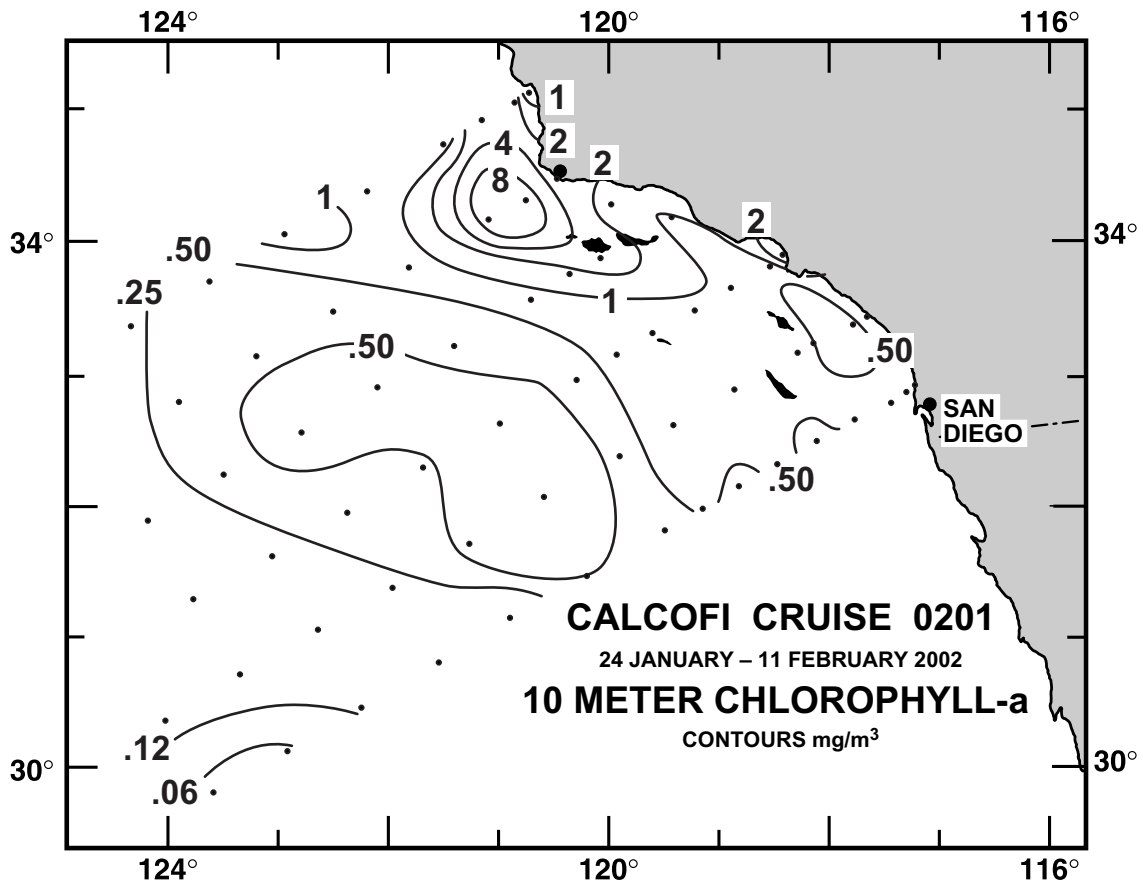 124° 120° 116°
1
4
2
2
8
1
2
34° 34°
.50
.25
1
.50
.50
SAN
DIEGO
.50
CALCOFI CRUISE 0201
24 JANUARY – 11 FEBRUARY 2002
10 METER CHLOROPHYLL-a
CONTOURS mg/m³
.12
30° 30°
.06
124° 120° 116°